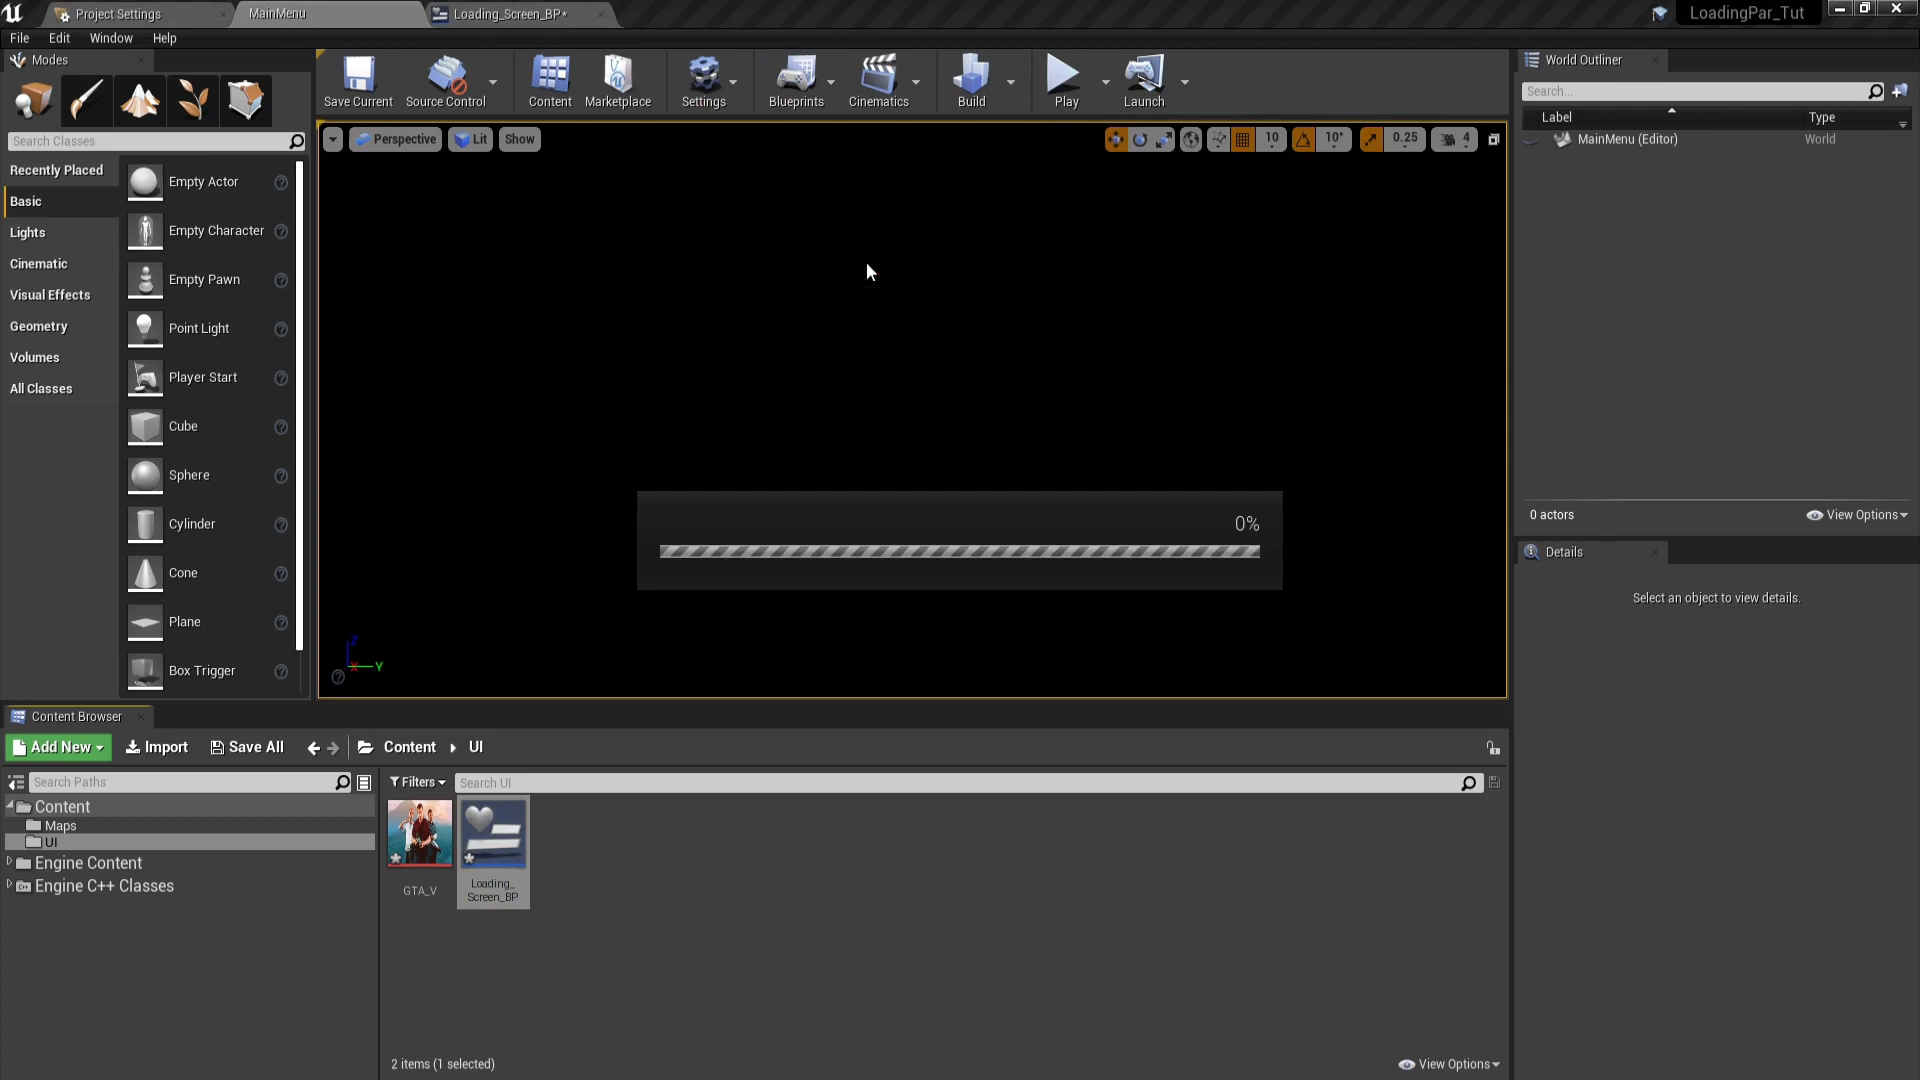 Project Settings
MainMenu
Loading_Screen_BP*
LoadingPar_Tut
File Edit Window Help
Modes
Search Classes
Recently Placed
Basic
Lights
Cinematic
Visual Effects
Geometry
Volumes
All Classes
Empty Actor
Empty Character
Empty Pawn
Point Light
Player Start
Cube
Sphere
Cylinder
Cone
Plane
Box Trigger
Save Current
Source Control
Content
Marketplace
Settings
Blueprints
Cinematics
Build
Play
Launch
Perspective
Lit
Show
10
10°
0.25
4
0%
Z
X
Y
World Outliner
Search...
Label
Type
MainMenu (Editor)
World
0 actors
View Options
Details
Select an object to view details.
Content Browser
Add New
Import
Save All
Content
UI
Search Paths
Filters
Search UI
Content
Maps
UI
Engine Content
Engine C++ Classes
GTA_V
Loading_
Screen_BP
2 items (1 selected)
View Options